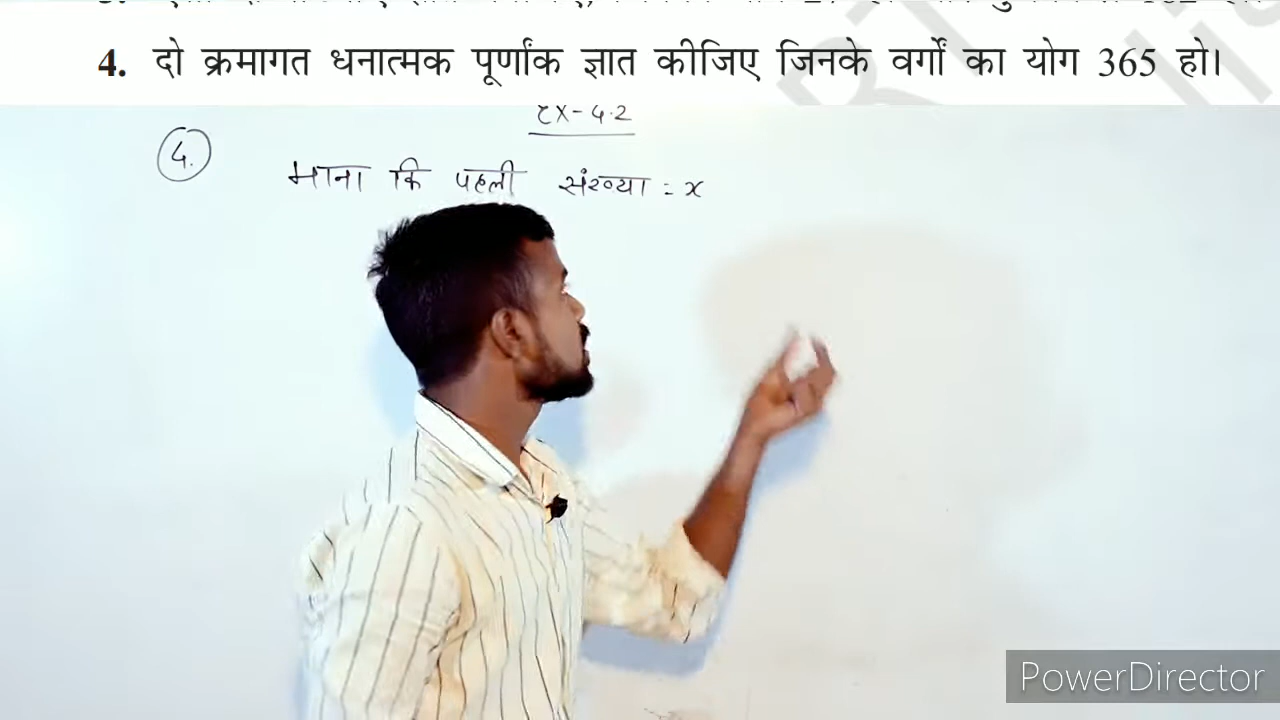 4. दो क्रमागत धनात्मक पूर्णांक ज्ञात कीजिए जिनके वर्गों का योग 365 हो।
EX-4.2
4.
माना कि पहली संख्या = x
PowerDirector